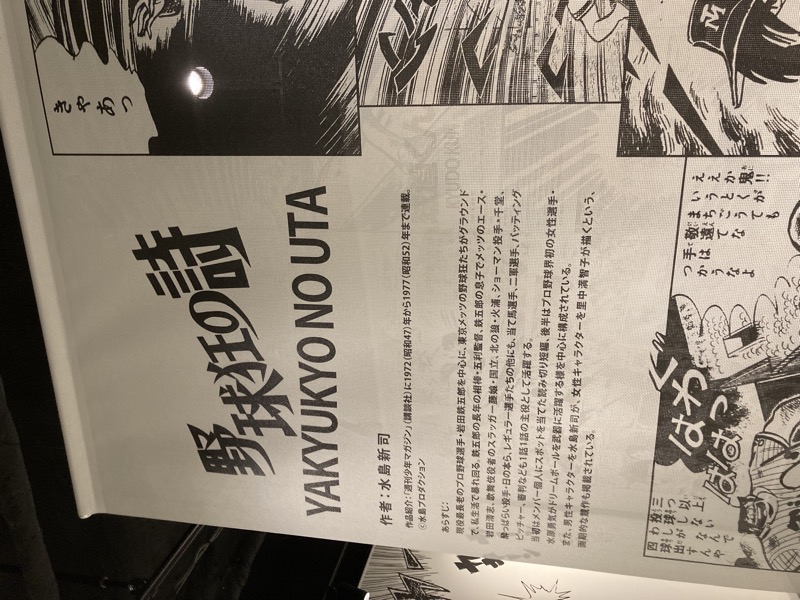 野球狂の詩
YAKYUKYO NO UTA
作者：水島新司
作品紹介：「週刊少年マガジン」（講談社）に1972（昭和47）年から1977（昭和52）年まで連載。
©水島プロダクション
あらすじ：
現役最長老のプロ野球選手・岩田鉄五郎を中心に、東京メッツの野球狂たちがグラウンド
で、私生活で暴れ回る。鉄五郎の長年の相棒・五利監督、鉄五郎の息子でメッツのエース・
岩田清志、歌舞伎役者のスラッガー藤娘・国立、北の狼・火浦、ショーマン投手・千堂、
酔っぱらい投手・日の本ら、レギュラー選手たちの他にも、当て馬選手、二軍選手、バッティング
ピッチャー、審判なども1話1話の主役として活躍する。
当初はメンバー個人にスポットを当てた読み切り短編、後半はプロ野球界初の女性選手・
水原勇気がドリームボールを武器に活躍する様を中心に構成されている。
また、男性キャラクターを水島新司が、女性キャラクターを里中満智子が描くという、
画期的な競作も掲載されている。
きゃあっ
KYUDO KUK
三つ以上
投球しない
わしが なんで
四球出すんや
わはははっ
ええか鬼!!
いうとくが
まちごうても
敬遠てな
手は
つかうなよ